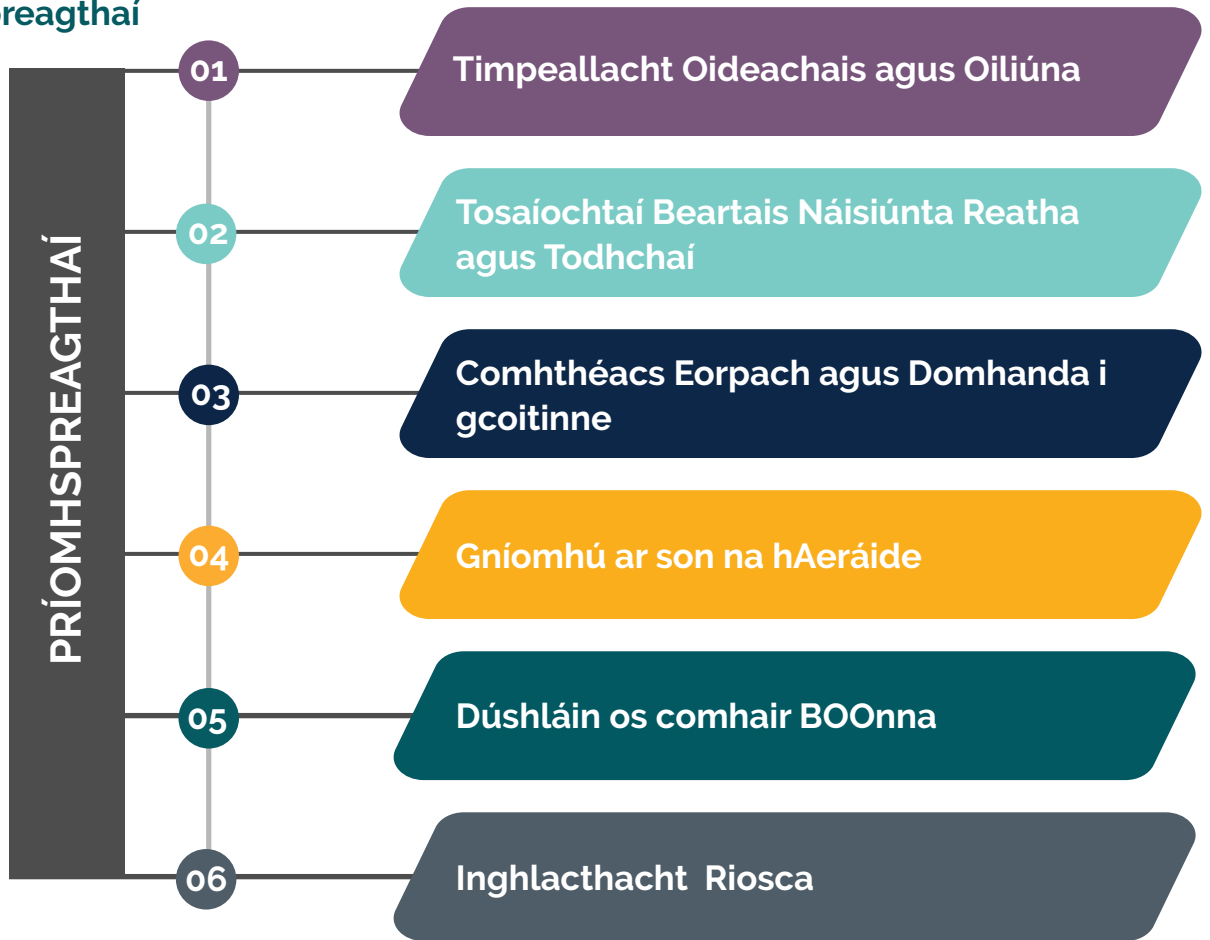 reagthaí
01
Timpeallacht Oideachais agus Oiliúna
02
Tosaíochtaí Beartais Náisiúnta Reatha
agus Todhchaí
03
Comhthéacs Eorpach agus Domhanda i
gcoitinne
04
Gníomhú ar son na hAeráide
05
Dúshláin os comhair BOOnna
06
Inghlacthacht Riosca
PRÍOMHSPREAGTHAÍ